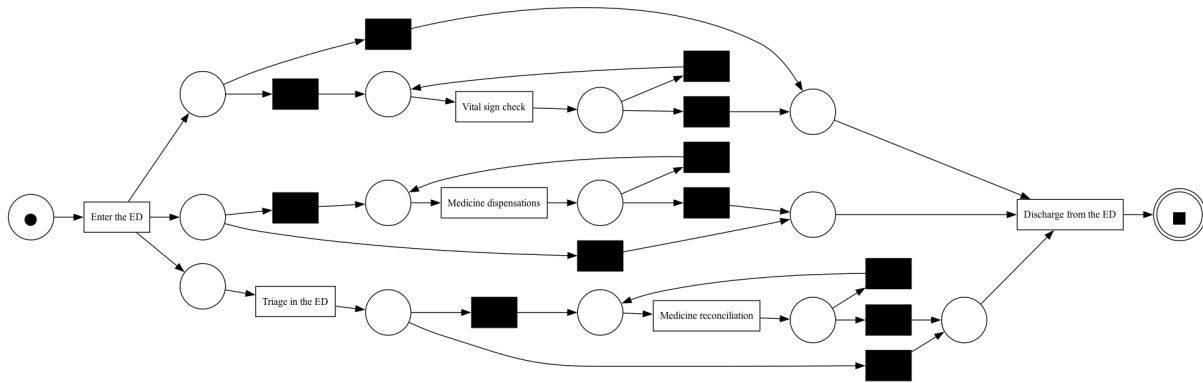 Vital sign check
Medicine dispensations
Enter the ED
Discharge from the ED
Triage in the ED
Medicine reconciliation